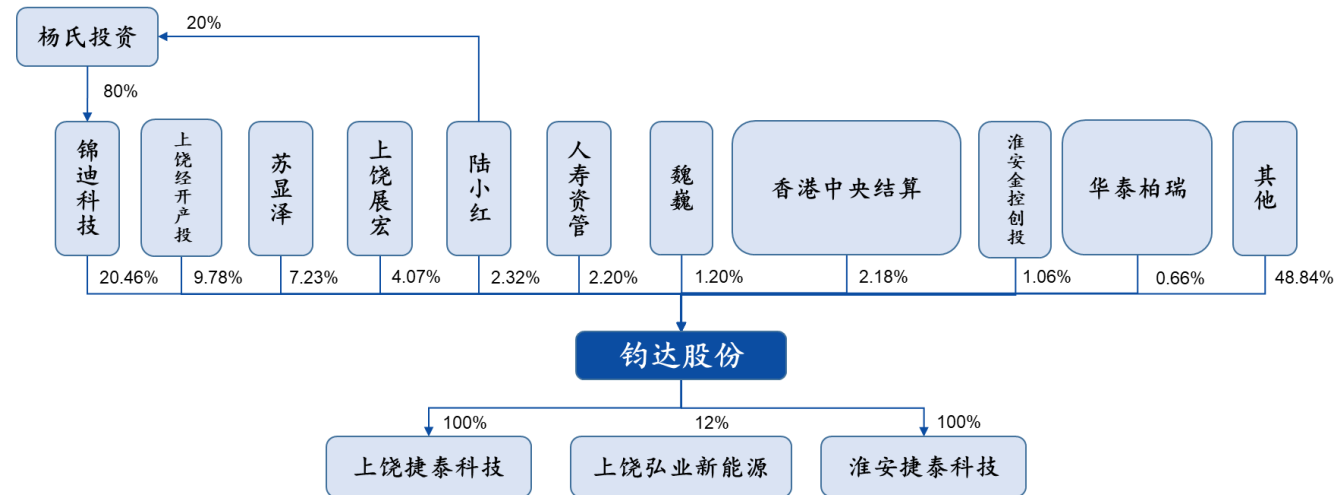 杨氏投资
20%
80%
锦迪科技
上饶经开产投
苏显泽
上饶展宏
陆小红
人寿资管
魏巍
香港中央结算
淮安金控创投
华泰柏瑞
其他
20.46%
9.78%
7.23%
4.07%
2.32%
2.20%
1.20%
2.18%
1.06%
0.66%
48.84%
钧达股份
100%
12%
100%
上饶捷泰科技
上饶弘业新能源
淮安捷泰科技